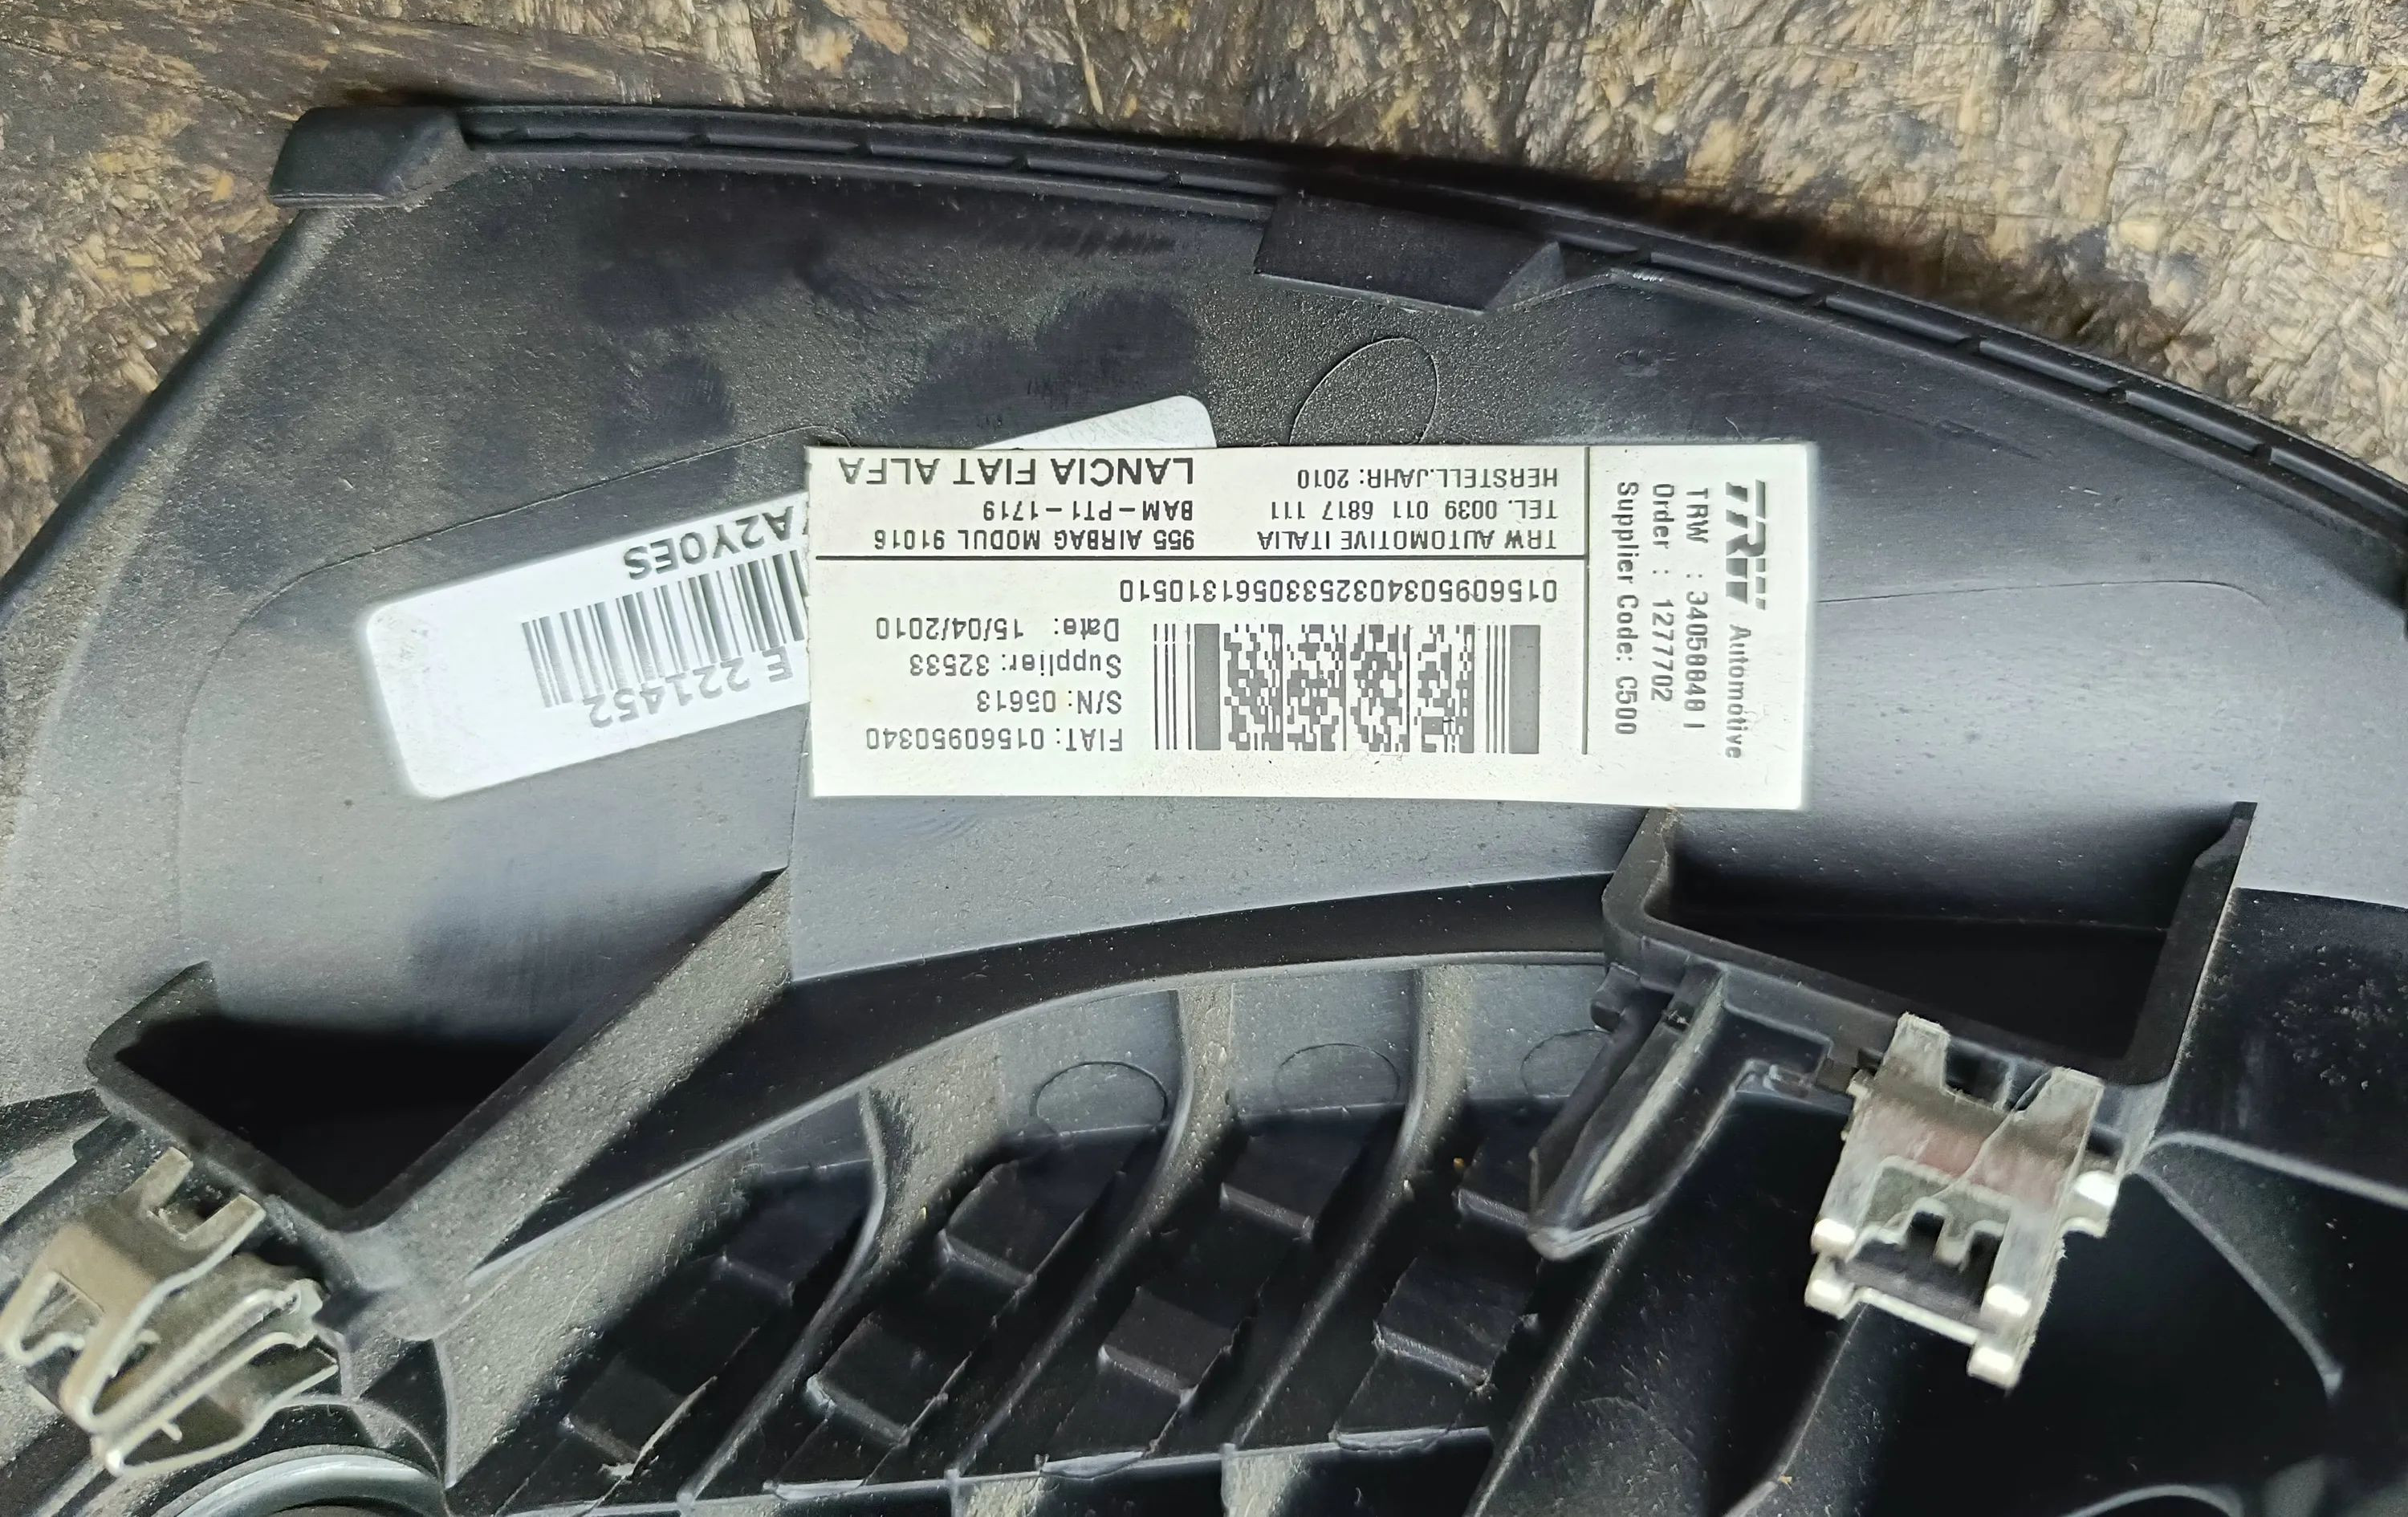 FIAT: 01560950340
S/N: 05613
Supplier: 32533
Date: 15/04/2010
01560950340325330561310510
TRW AUTOMOTIVE ITALIA
TEL. 0039 011 6817 111
HERSTELL.JAHR: 2010
955 AIRBAG MODUL 91016
BAM-PT1-1719
LANCIA FIAT ALFA
TRW Automotive
TRW :
Order : 1277702
Supplier Code: C500
E 221452
A2YOES